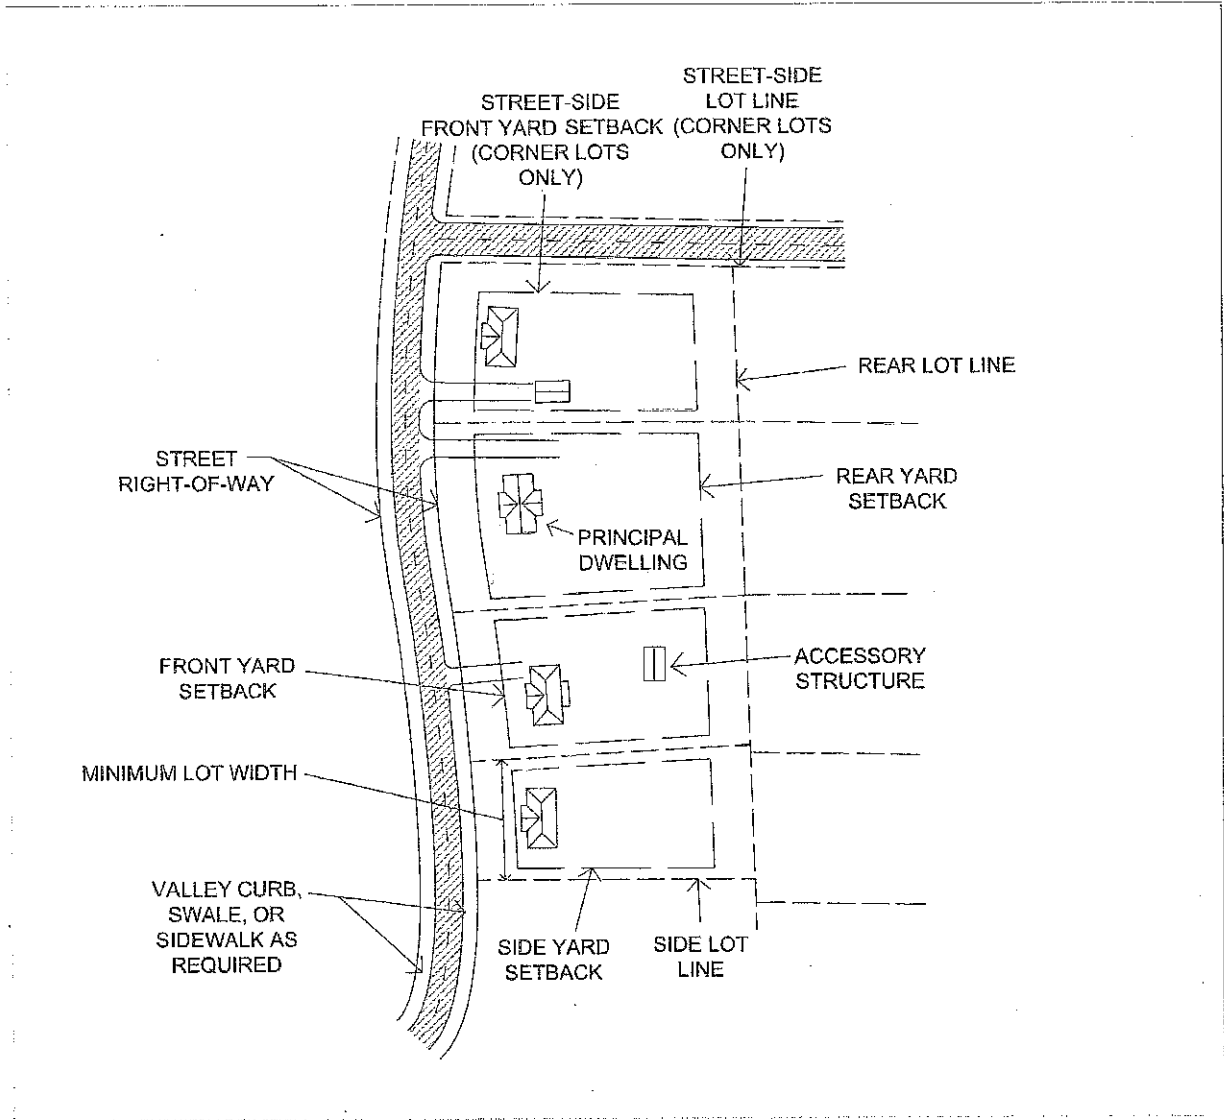 STREET-SIDE
LOT LINE
(CORNER LOTS
ONLY)
STREET-SIDE
FRONT YARD SETBACK
(CORNER LOTS
ONLY)
REAR LOT LINE
STREET
RIGHT-OF-WAY
REAR YARD
SETBACK
PRINCIPAL
DWELLING
FRONT YARD
SETBACK
ACCESSORY
STRUCTURE
MINIMUM LOT WIDTH
VALLEY CURB,
SWALE, OR
SIDEWALK AS
REQUIRED
SIDE YARD
SETBACK
SIDE LOT
LINE